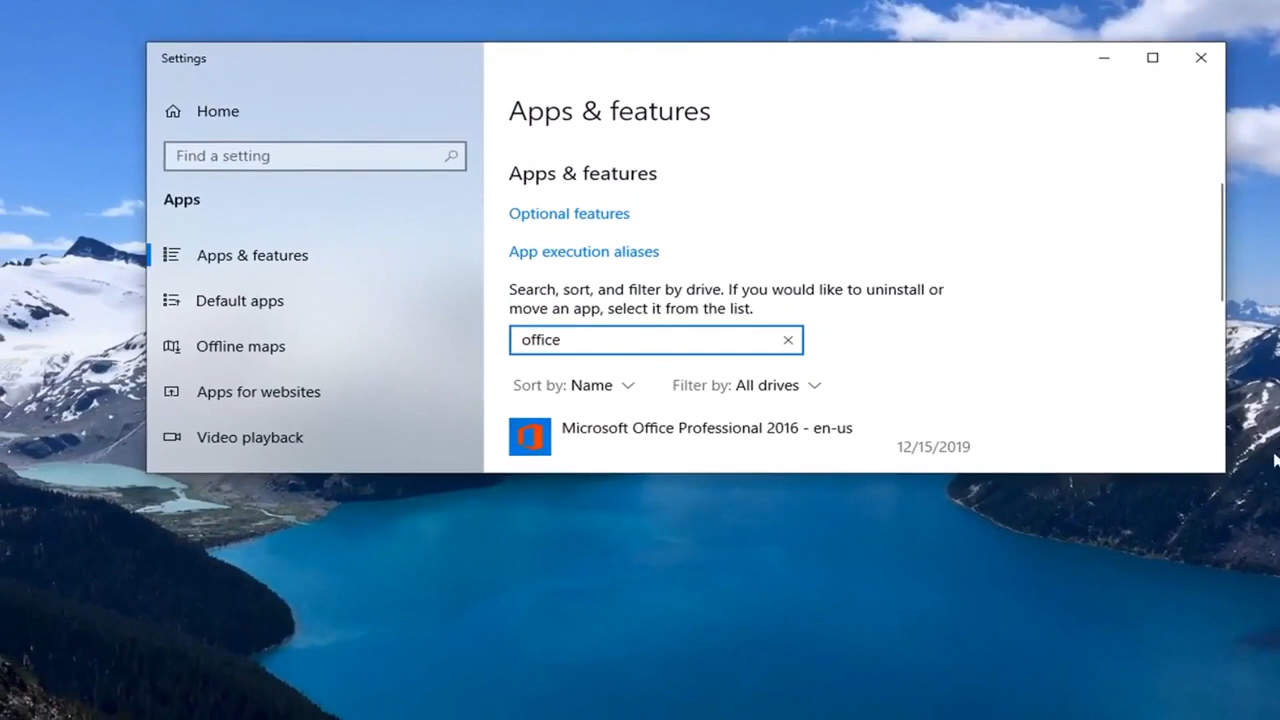 Settings
Home
Find a setting
Apps
Apps & features
Default apps
Offline maps
Apps for websites
Video playback
Apps & features
Apps & features
Optional features
App execution aliases
Search, sort, and filter by drive. If you would like to uninstall or
move an app, select it from the list.
office
Sort by: Name Filter by: All drives
Microsoft Office Professional 2016 - en-us
12/15/2019